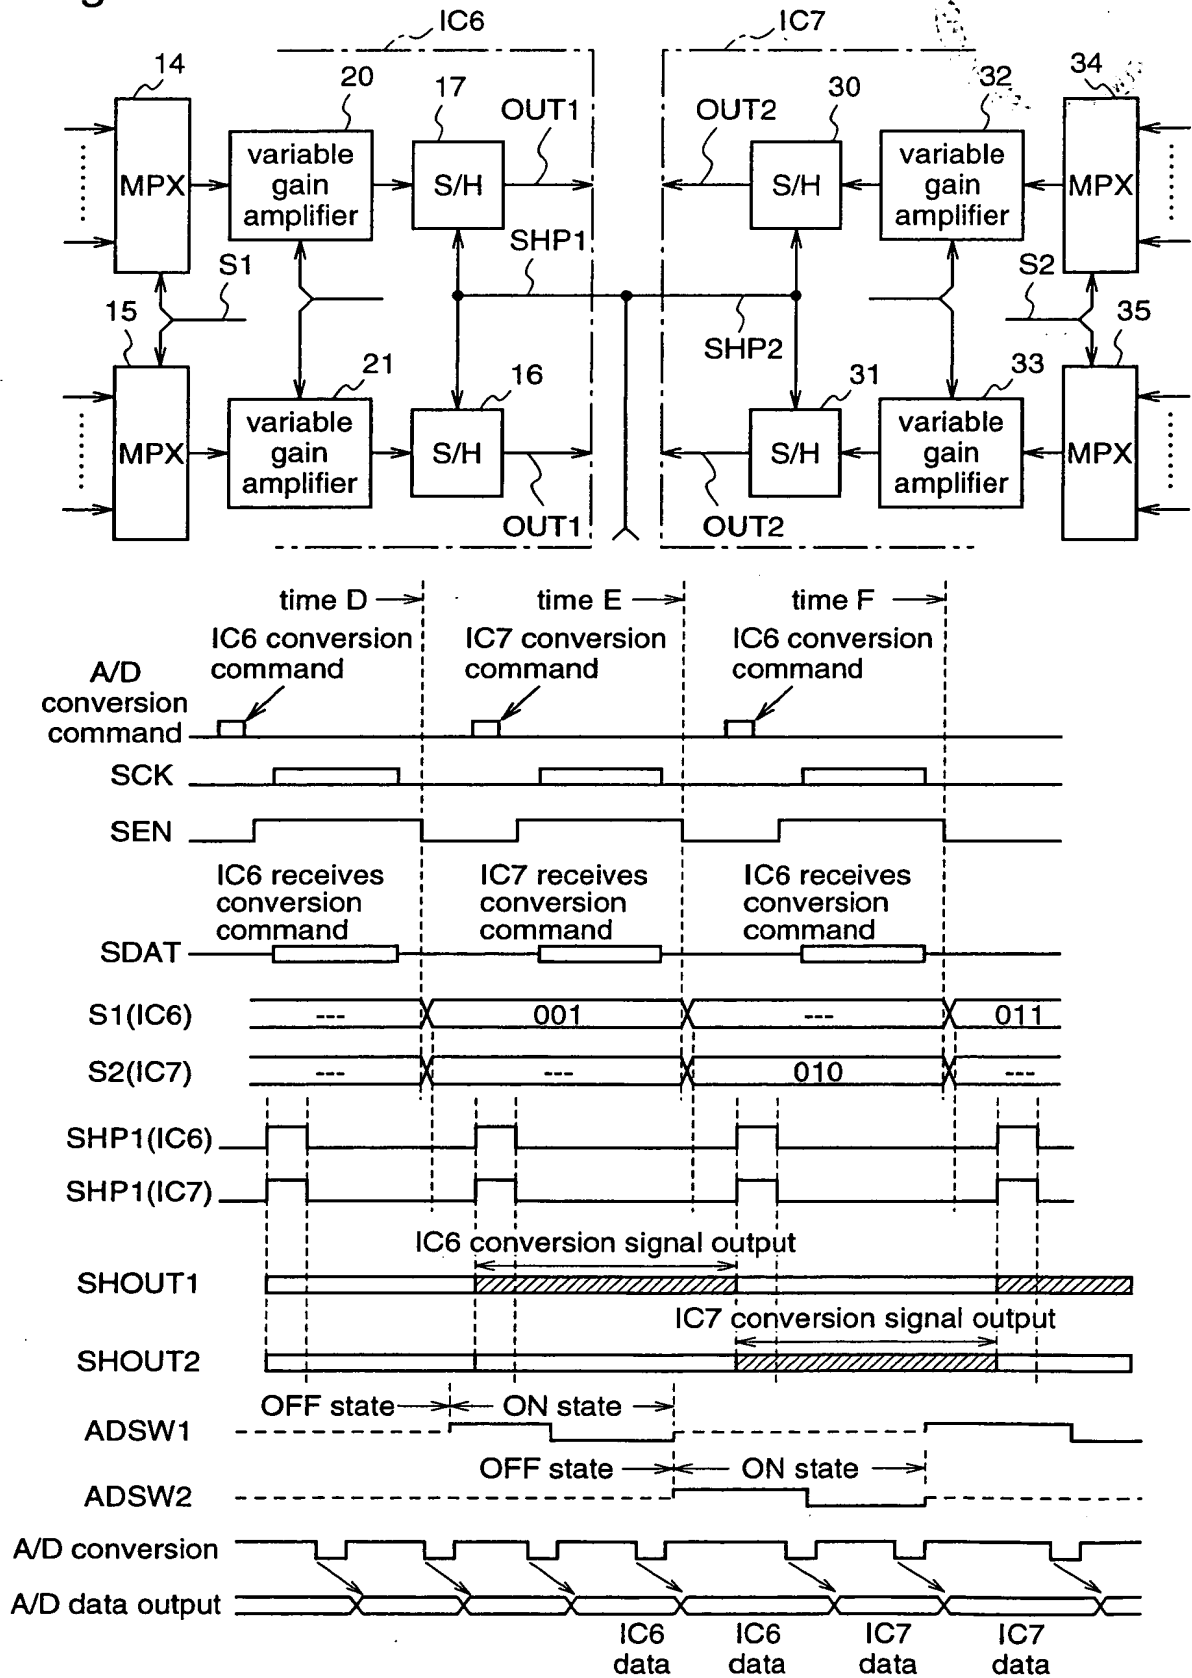 g
IC6
IC7
14
20
17
OUT1
OUT2
30
32
34
MPX
variable
gain
amplifier
S/H
S/H
variable
gain
amplifier
MPX
S1
SHP1
SHP2
S2
15
21
16
31
33
35
MPX
variable
gain
amplifier
S/H
S/H
variable
gain
amplifier
MPX
OUT1
OUT2
time D
time E
time F
IC6 conversion
command
IC7 conversion
command
IC6 conversion
command
A/D
conversion
command
SCK
SEN
IC6 receives
conversion
command
IC7 receives
conversion
command
IC6 receives
conversion
command
SDAT
S1(IC6)
---
001
---
011
S2(IC7)
---
---
010
---
SHP1(IC6)
SHP1(IC7)
IC6 conversion signal output
SHOUT1
IC7 conversion signal output
SHOUT2
OFF state
ON state
ADSW1
OFF state
ON state
ADSW2
A/D conversion
A/D data output
IC6
data
IC6
data
IC7
data
IC7
data